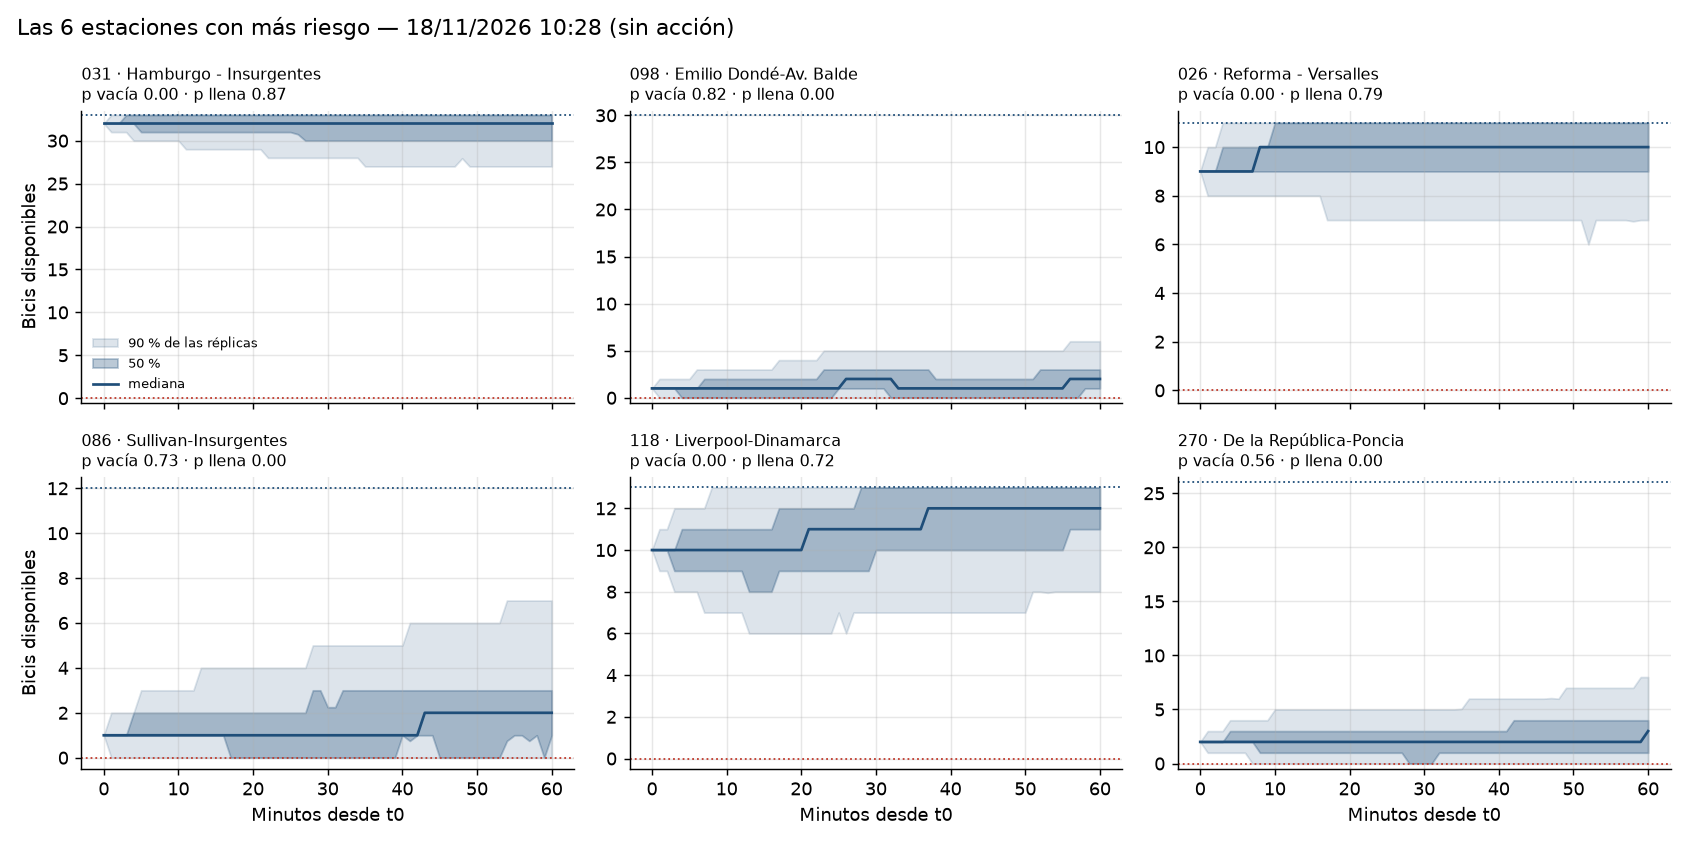 Las 6 estaciones con más riesgo — 18/11/2026 10:28 (sin acción)
031 · Hamburgo - Insurgentes
p vacía 0.00 · p llena 0.87
30
25
20
15
10
5
0
Bicis disponibles
90 % de las réplicas
50 %
mediana
098 · Emilio Dondé-Av. Balde
p vacía 0.82 · p llena 0.00
30
25
20
15
10
5
0
026 · Reforma - Versalles
p vacía 0.00 · p llena 0.79
10
8
6
4
2
0
086 · Sullivan-Insurgentes
p vacía 0.73 · p llena 0.00
12
10
8
6
4
2
0
Bicis disponibles
0 10 20 30 40 50 60
Minutos desde t0
118 · Liverpool-Dinamarca
p vacía 0.00 · p llena 0.72
12
10
8
6
4
2
0
0 10 20 30 40 50 60
Minutos desde t0
270 · De la República-Poncia
p vacía 0.56 · p llena 0.00
25
20
15
10
5
0
0 10 20 30 40 50 60
Minutos desde t0